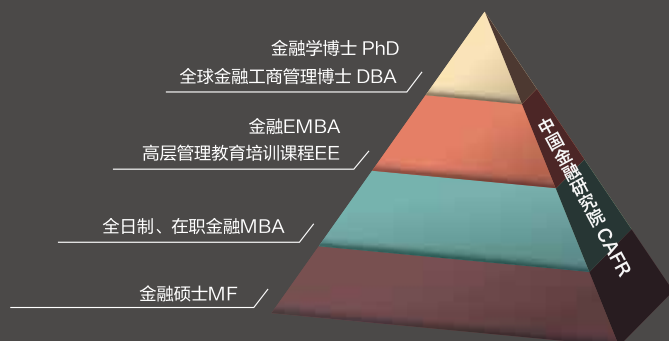 金融学博士 PhD
全球金融工商管理博士 DBA
金融EMBA
高层管理教育培训课程EE
全日制、在职金融MBA
金融硕士MF
中国金融研究院 CAFR